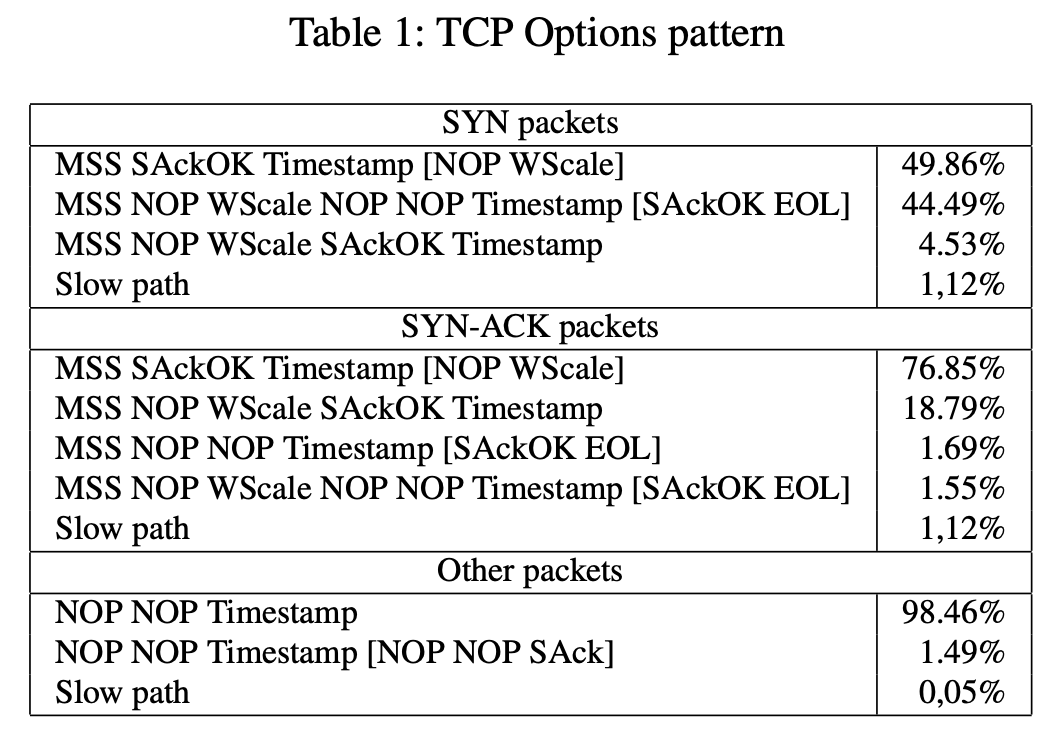 Table 1: TCP Options pattern
SYN packets
MSS SAckOK Timestamp [NOP WScale] 49.86%
MSS NOP WScale NOP NOP Timestamp [SAckOK EOL] 44.49%
MSS NOP WScale SAckOK Timestamp 4.53%
Slow path 1,12%
SYN-ACK packets
MSS SAckOK Timestamp [NOP WScale] 76.85%
MSS NOP WScale SAckOK Timestamp 18.79%
MSS NOP NOP Timestamp [SAckOK EOL] 1.69%
MSS NOP WScale NOP NOP Timestamp [SAckOK EOL] 1.55%
Slow path 1,12%
Other packets
NOP NOP Timestamp 98.46%
NOP NOP Timestamp [NOP NOP SAck] 1.49%
Slow path 0,05%